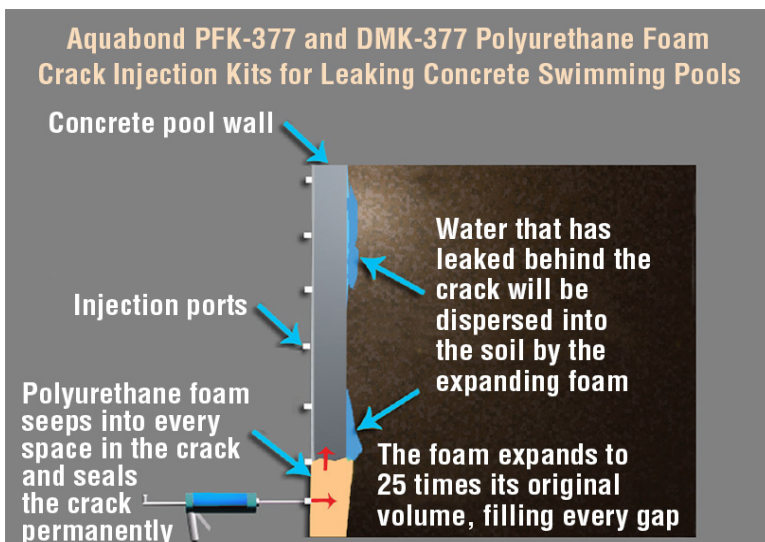 Aquabond PFK-377 and DMK-377 Polyurethane Foam
Crack Injection Kits for Leaking Concrete Swimming Pools
Concrete pool wall
Water that has
leaked behind the
crack will be
dispersed into
the soil by the
expanding foam
Injection ports
Polyurethane foam
seeps into every
space in the crack
and seals
the crack
permanently
The foam expands to
25 times its original
volume, filling every gap